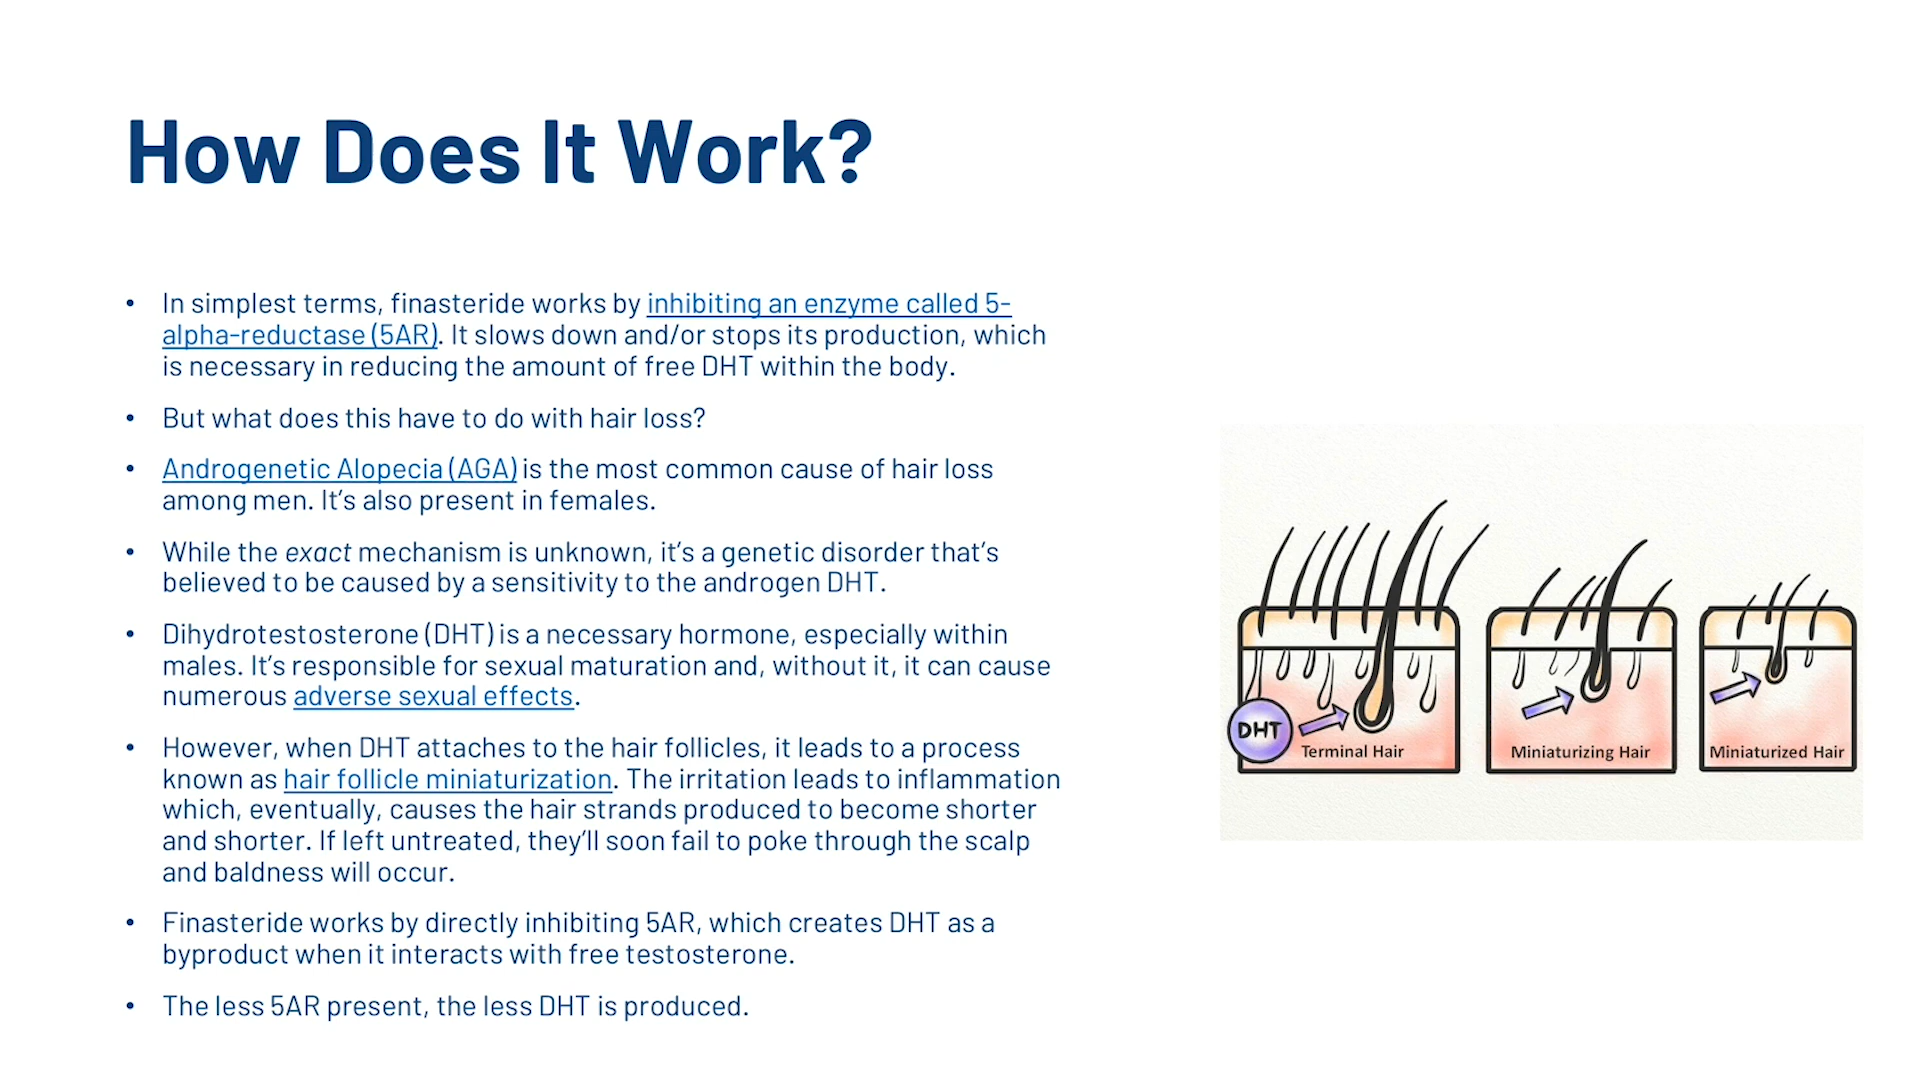 How Does It Work?
• In simplest terms, finasteride works by inhibiting an enzyme called 5-
alpha-reductase (5AR). It slows down and/or stops its production, which
is necessary in reducing the amount of free DHT within the body.
• But what does this have to do with hair loss?
• Androgenetic Alopecia (AGA) is the most common cause of hair loss
among men. It's also present in females.
• While the exact mechanism is unknown, it's a genetic disorder that's
believed to be caused by a sensitivity to the androgen DHT.
• Dihydrotestosterone (DHT) is a necessary hormone, especially within
males. It's responsible for sexual maturation and, without it, it can cause
numerous adverse sexual effects.
• However, when DHT attaches to the hair follicles, it leads to a process
known as hair follicle miniaturization. The irritation leads to inflammation
which, eventually, causes the hair strands produced to become shorter
and shorter. If left untreated, they'll soon fail to poke through the scalp
and baldness will occur.
• Finasteride works by directly inhibiting 5AR, which creates DHT as a
byproduct when it interacts with free testosterone.
• The less 5AR present, the less DHT is produced.
DHT
Terminal Hair
Miniaturizing Hair
Miniaturized Hair